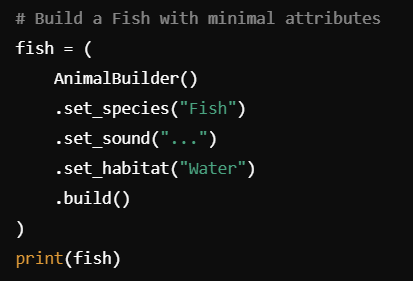 # Build a Fish with minimal attributes
fish = (
    AnimalBuilder()
    .set_species("Fish")
    .set_sound("...")
    .set_habitat("Water")
    .build()
)
print(fish)